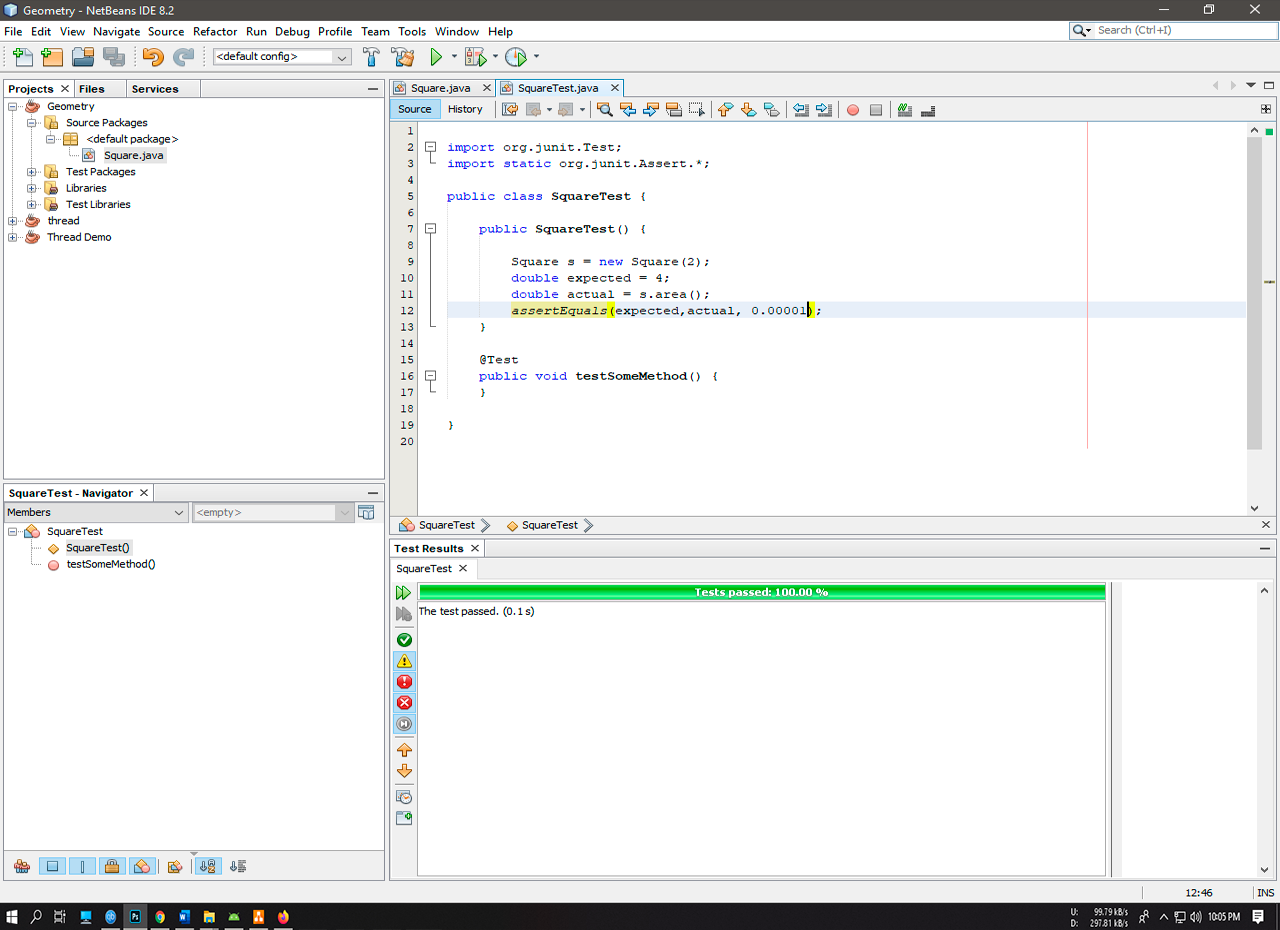 Geometry - NetBeans IDE 8.2
File Edit View Navigate Source Refactor Run Debug Profile Team Tools Window Help
Search (Ctrl+I)
<default config>
Projects Files Services
Geometry
Source Packages
<default package>
Square.java
Test Packages
Libraries
Test Libraries
thread
Thread Demo
SquareTest - Navigator
Members <empty>
SquareTest
SquareTest()
testSomeMethod()
Square.java SquareTest.java
Source History
1
2 import org.junit.Test;
3 import static org.junit.Assert.*;
4
5 public class SquareTest {
6
7 public SquareTest() {
8
9 Square s = new Square(2);
10 double expected = 4;
11 double actual = s.area();
12 assertEquals(expected,actual, 0.00001);
13 }
14
15 @Test
16 public void testSomeMethod() {
17 }
18
19 }
20
SquareTest SquareTest
Test Results
SquareTest
Tests passed: 100.00 %
The test passed. (0.1 s)
12:46 INS
U: 99.79 kB/s
D: 297.81 kB/s
10:05 PM